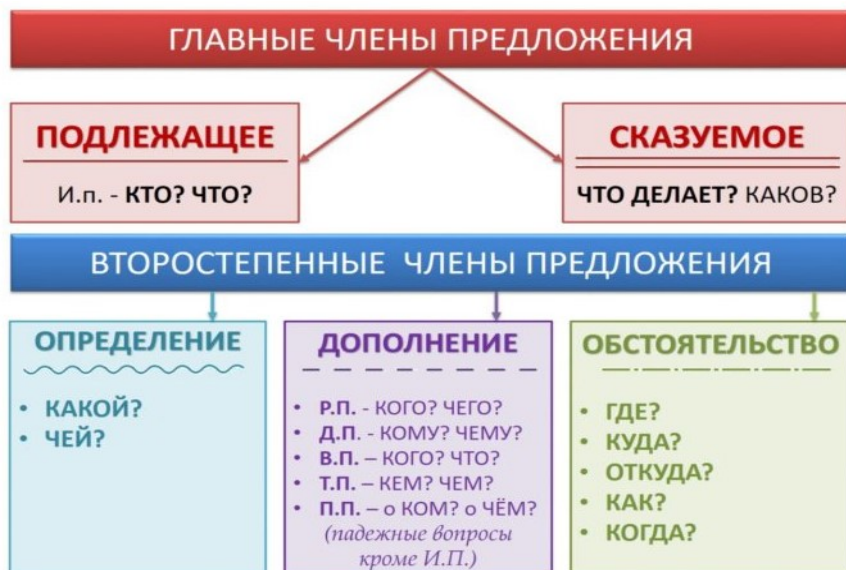 ГЛАВНЫЕ ЧЛЕНЫ ПРЕДЛОЖЕНИЯ
ПОДЛЕЖАЩЕЕ
И.п. - КТО? ЧТО?
СКАЗУЕМОЕ
ЧТО ДЕЛАЕТ? КАКОВ?
ВТОРОСТЕПЕННЫЕ ЧЛЕНЫ ПРЕДЛОЖЕНИЯ
ОПРЕДЕЛЕНИЕ
• КАКОЙ?
• ЧЕЙ?
ДОПОЛНЕНИЕ
• Р.П. - КОГО? ЧЕГО?
• Д.П. - КОМУ? ЧЕМУ?
• В.П. – КОГО? ЧТО?
• Т.П. – КЕМ? ЧЕМ?
• П.П. – о КОМ? о ЧЁМ?
(падежные вопросы
кроме И.П.)
ОБСТОЯТЕЛЬСТВО
• ГДЕ?
• КУДА?
• ОТКУДА?
• КАК?
• КОГДА?